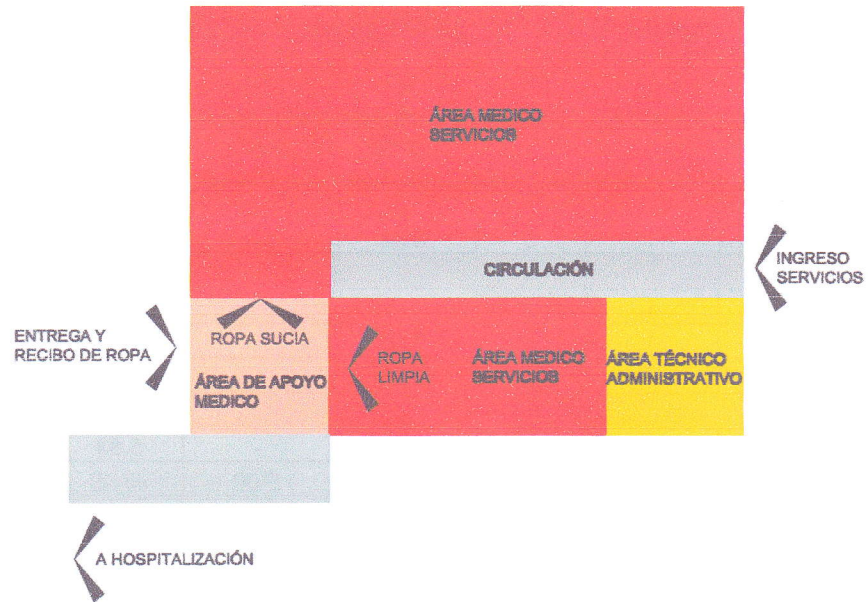 ÁREA MEDICO
SERVICIOS
CIRCULACIÓN
INGRESO
SERVICIOS
ENTREGA Y
RECIBO DE ROPA
ROPA SUCIA
ÁREA DE APOYO
MEDICO
ROPA
LIMPIA
ÁREA MEDICO
SERVICIOS
ÁREA TÉCNICO
ADMINISTRATIVO
A HOSPITALIZACIÓN